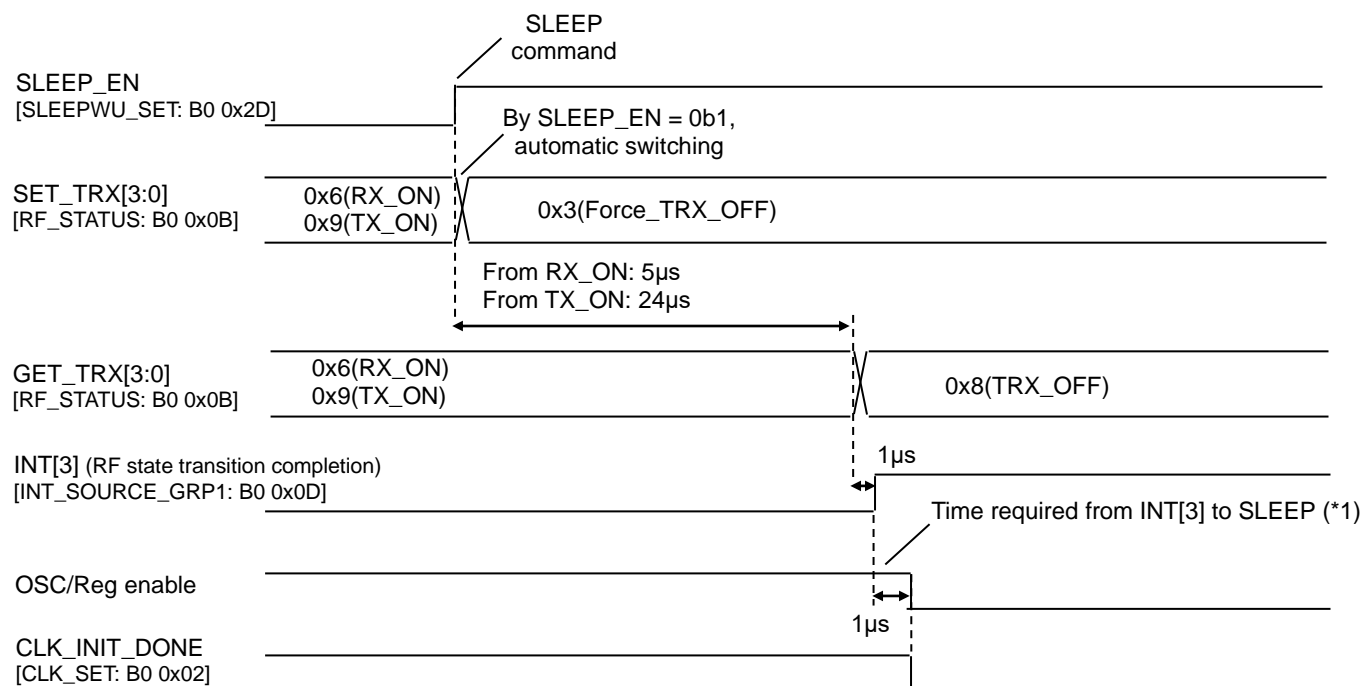 SLEEP
command
SLEEP_EN
[SLEEPWU_SET: B0 0x2D]
By SLEEP_EN = 0b1,
automatic switching
SET_TRX[3:0]
[RF_STATUS: B0 0x0B]
0x6(RX_ON)
0x9(TX_ON)
0x3(Force_TRX_OFF)
From RX_ON: 5µs
From TX_ON: 24µs
GET_TRX[3:0]
[RF_STATUS: B0 0x0B]
0x6(RX_ON)
0x9(TX_ON)
0x8(TRX_OFF)
INT[3] (RF state transition completion)
[INT_SOURCE_GRP1: B0 0x0D]
1µs
Time required from INT[3] to SLEEP (*1)
OSC/Reg enable
1µs
CLK_INIT_DONE
[CLK_SET: B0 0x02]